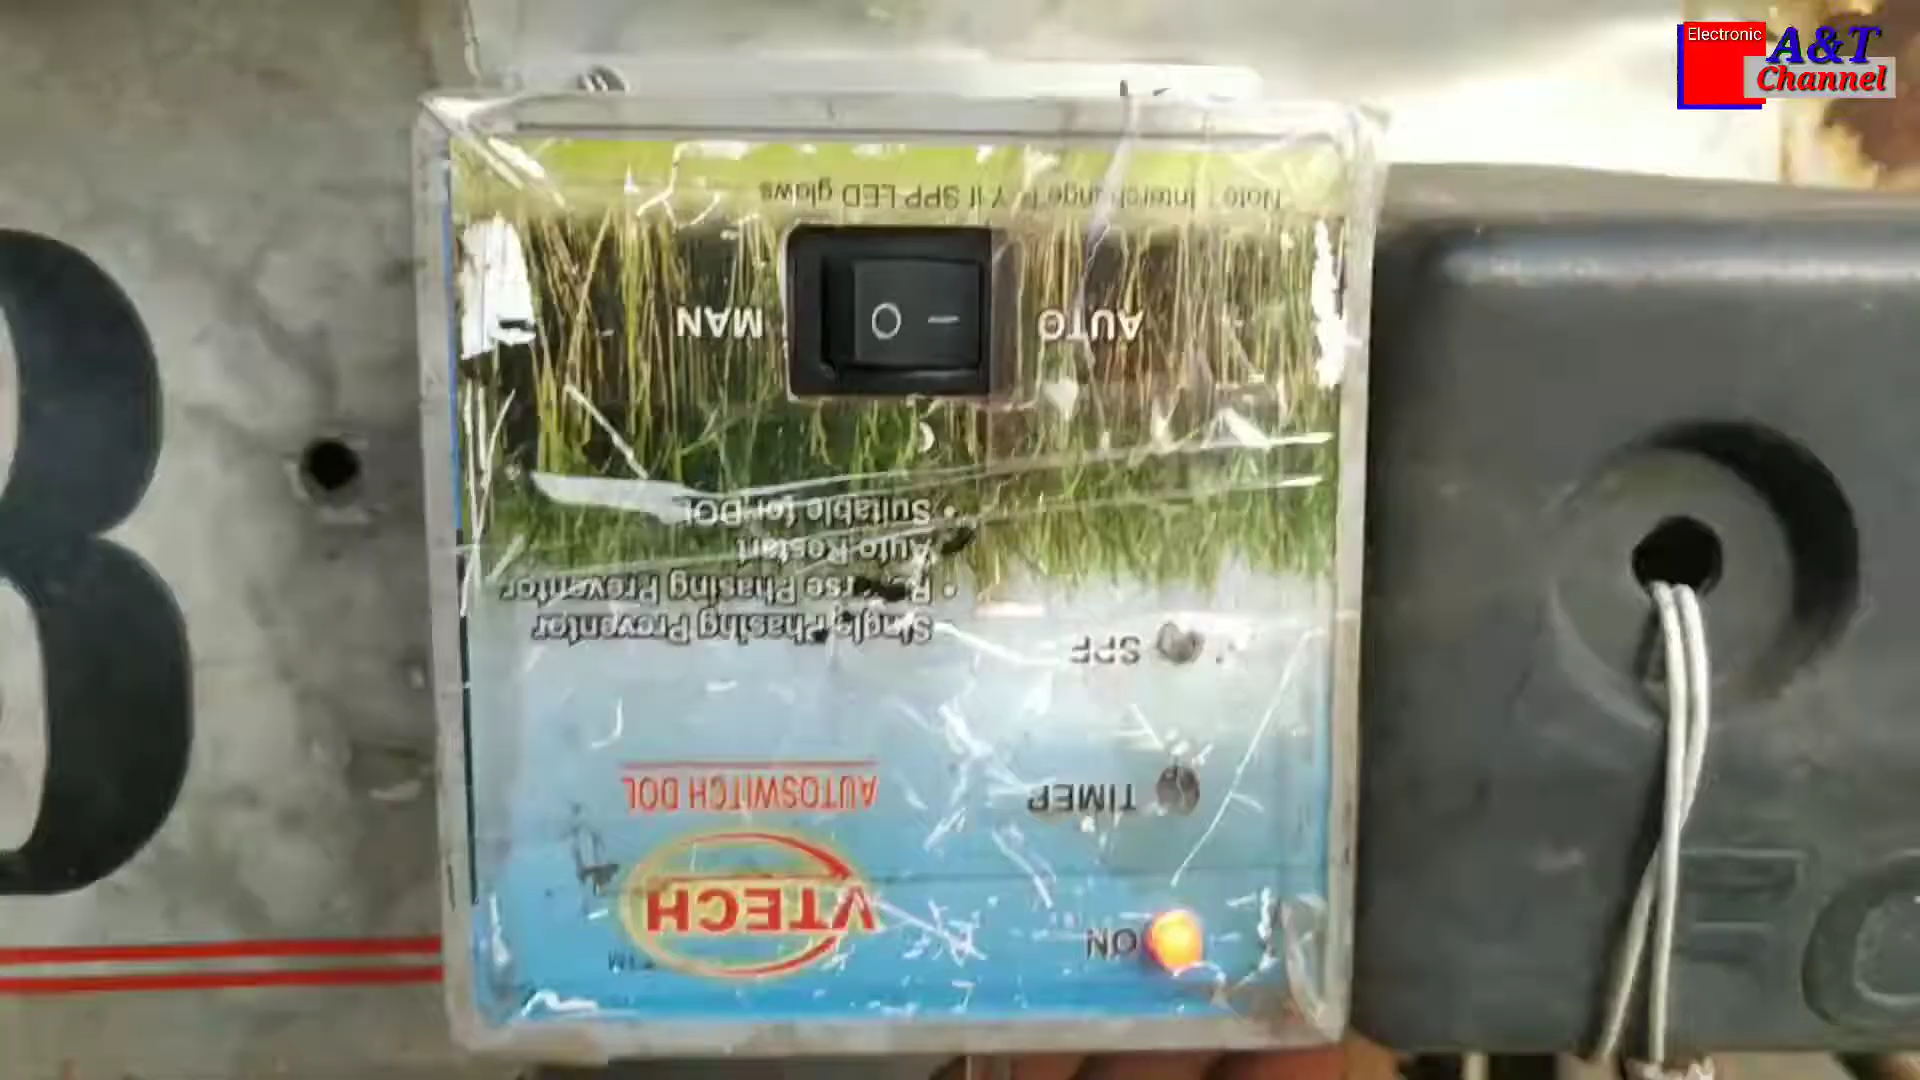 Electronic
A&T
Channel
VTECH
AUTOSWITCH DOL
ON
TIMER
SPP
Single Phasing Preventor
• Reverse Phasing Preventor
Auto Restart
• Suitable for DOL
AUTO
MAN
Note : Interchange R-Y if SPP LED glows
B